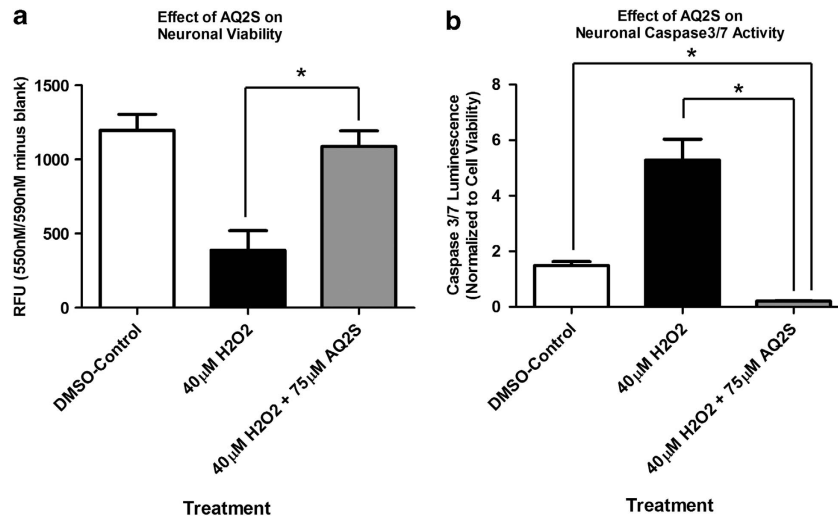 a
Effect of AQ2S on
Neuronal Viability
RFU (550nM/590nM minus blank)
1500
1000
500
0
*
DMSO-Control
40μM H2O2
40μM H2O2 + 75μM AQ2S
Treatment
b
Effect of AQ2S on
Neuronal Caspase3/7 Activity
Caspase 3/7 Luminescence
(Normalized to Cell Viability)
8
6
4
2
0
*
*
DMSO-Control
40μM H2O2
40μM H2O2 + 75μM AQ2S
Treatment